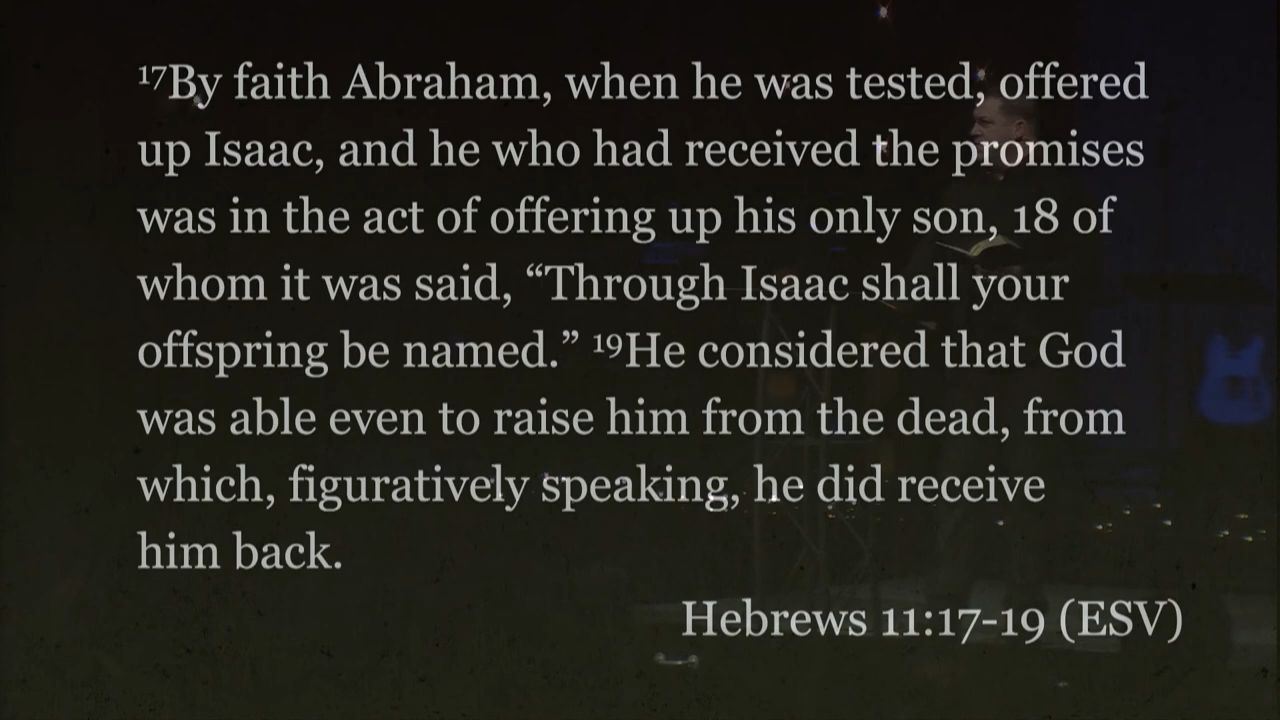 ¹⁷By faith Abraham, when he was tested, offered
up Isaac, and he who had received the promises
was in the act of offering up his only son, 18 of
whom it was said, “Through Isaac shall your
offspring be named.” ¹⁹He considered that God
was able even to raise him from the dead, from
which, figuratively speaking, he did receive
him back.
Hebrews 11:17-19 (ESV)